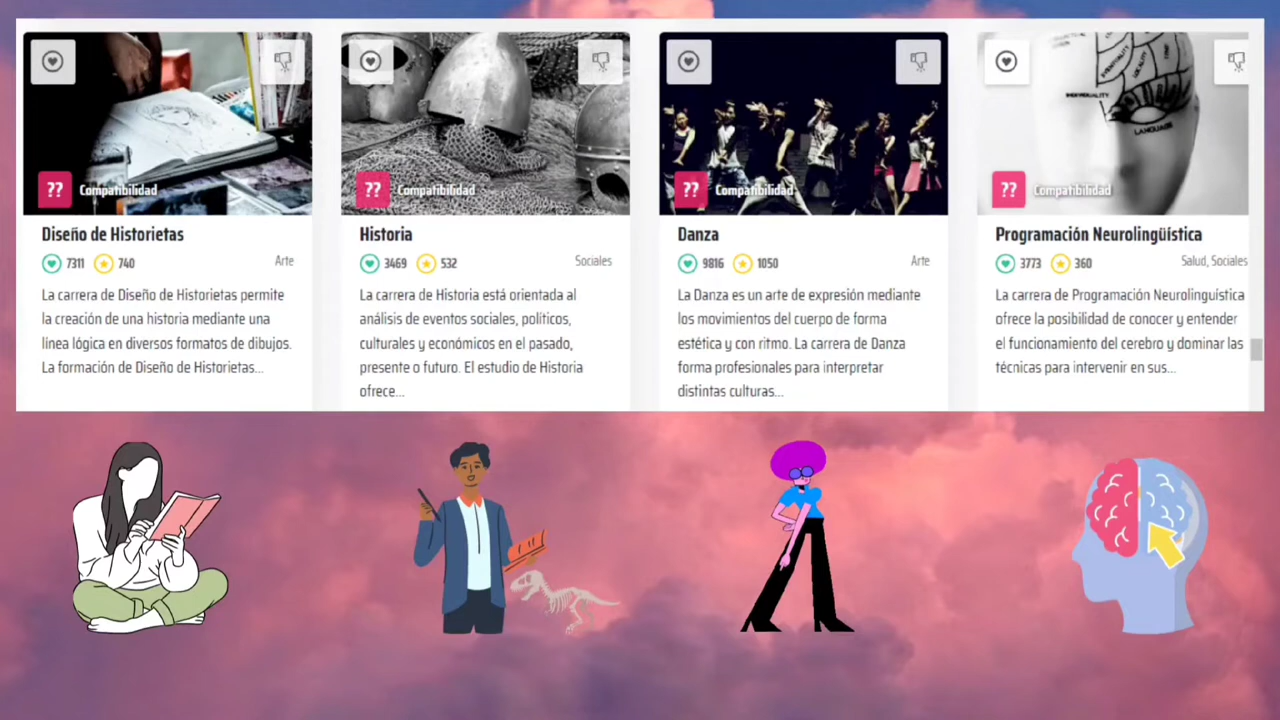 ?? Compatibilidad
Diseño de Historietas
7311 740 Arte
La carrera de Diseño de Historietas permite
la creación de una historia mediante una
línea lógica en diversos formatos de dibujos.
La formación de Diseño de Historietas...
?? Compatibilidad
Historia
3469 532 Sociales
La carrera de Historia está orientada al
análisis de eventos sociales, políticos,
culturales y económicos en el pasado,
presente o futuro. El estudio de Historia
ofrece...
?? Compatibilidad
Danza
9816 1050 Arte
La Danza es un arte de expresión mediante
los movimientos del cuerpo de forma
estética y con ritmo. La carrera de Danza
forma profesionales para interpretar
distintas culturas...
INDIVIDUALITY
LANGUAGE
?? Compatibilidad
Programación Neurolingüística
3773 360 Salud, Sociales
La carrera de Programación Neurolinguística
ofrece la posibilidad de conocer y entender
el funcionamiento del cerebro y dominar las
técnicas para intervenir en sus...